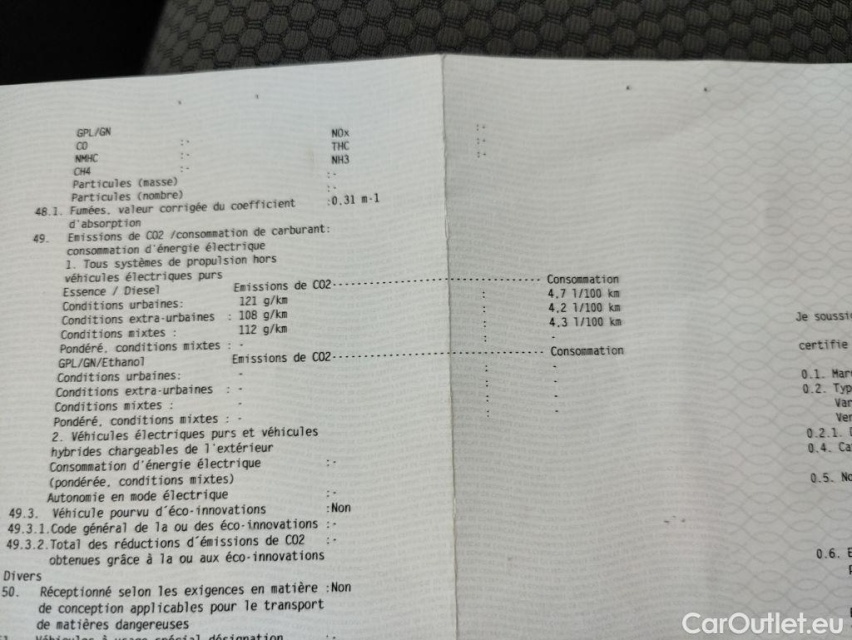 GPL/GN
CO :-
NMHC :-
CH4 :-
NOx :-
THC :-
NH3 :-
Particules (masse) :-
Particules (nombre) :-
48.1. Fumées, valeur corrigée du coefficient :0,31 m-1
d'absorption
49. Emissions de CO2 /consommation de carburant:
consommation d'énergie électrique
1. Tous systèmes de propulsion hors
véhicules électriques purs
Essence / Diesel Emissions de CO2 Consommation
Conditions urbaines: 121 g/km : 4,7 l/100 km
Conditions extra-urbaines : 108 g/km : 4,2 l/100 km
Conditions mixtes : 112 g/km : 4,3 l/100 km
Pondéré, conditions mixtes : - : -
GPL/GN/Ethanol Emissions de CO2 Consommation
Conditions urbaines: - : -
Conditions extra-urbaines : - : -
Conditions mixtes : - : -
Pondéré, conditions mixtes : - : -
2. Véhicules électriques purs et véhicules
hybrides chargeables de l'extérieur
Consommation d'énergie électrique :-
(pondérée, conditions mixtes)
Autonomie en mode électrique :-
49.3. Véhicule pourvu d'éco-innovations :Non
49.3.1.Code général de la ou des éco-innovations :-
49.3.2.Total des réductions d'émissions de CO2 :-
obtenues grâce à la ou aux éco-innovations
Divers
50. Réceptionné selon les exigences en matière :Non
de conception applicables pour le transport
de matières dangereuses
Véhicules à usage spécial désignation :-
Je soussi
certifie
0.1. Mar
0.2. Typ
Var
Ver
0.2.1.
0.4. Ca
0.5. No
0.6. E
CarOutlet.eu